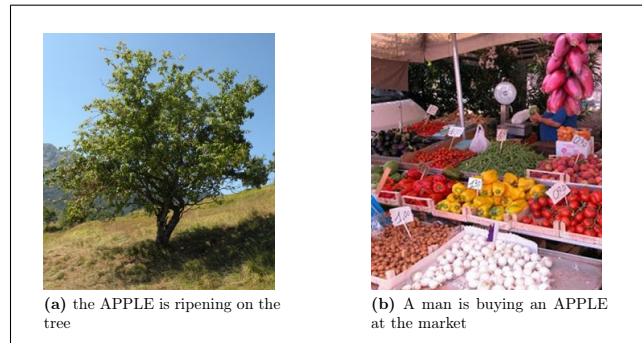 (a) the APPLE is ripening on the
tree
(b) A man is buying an APPLE
at the market